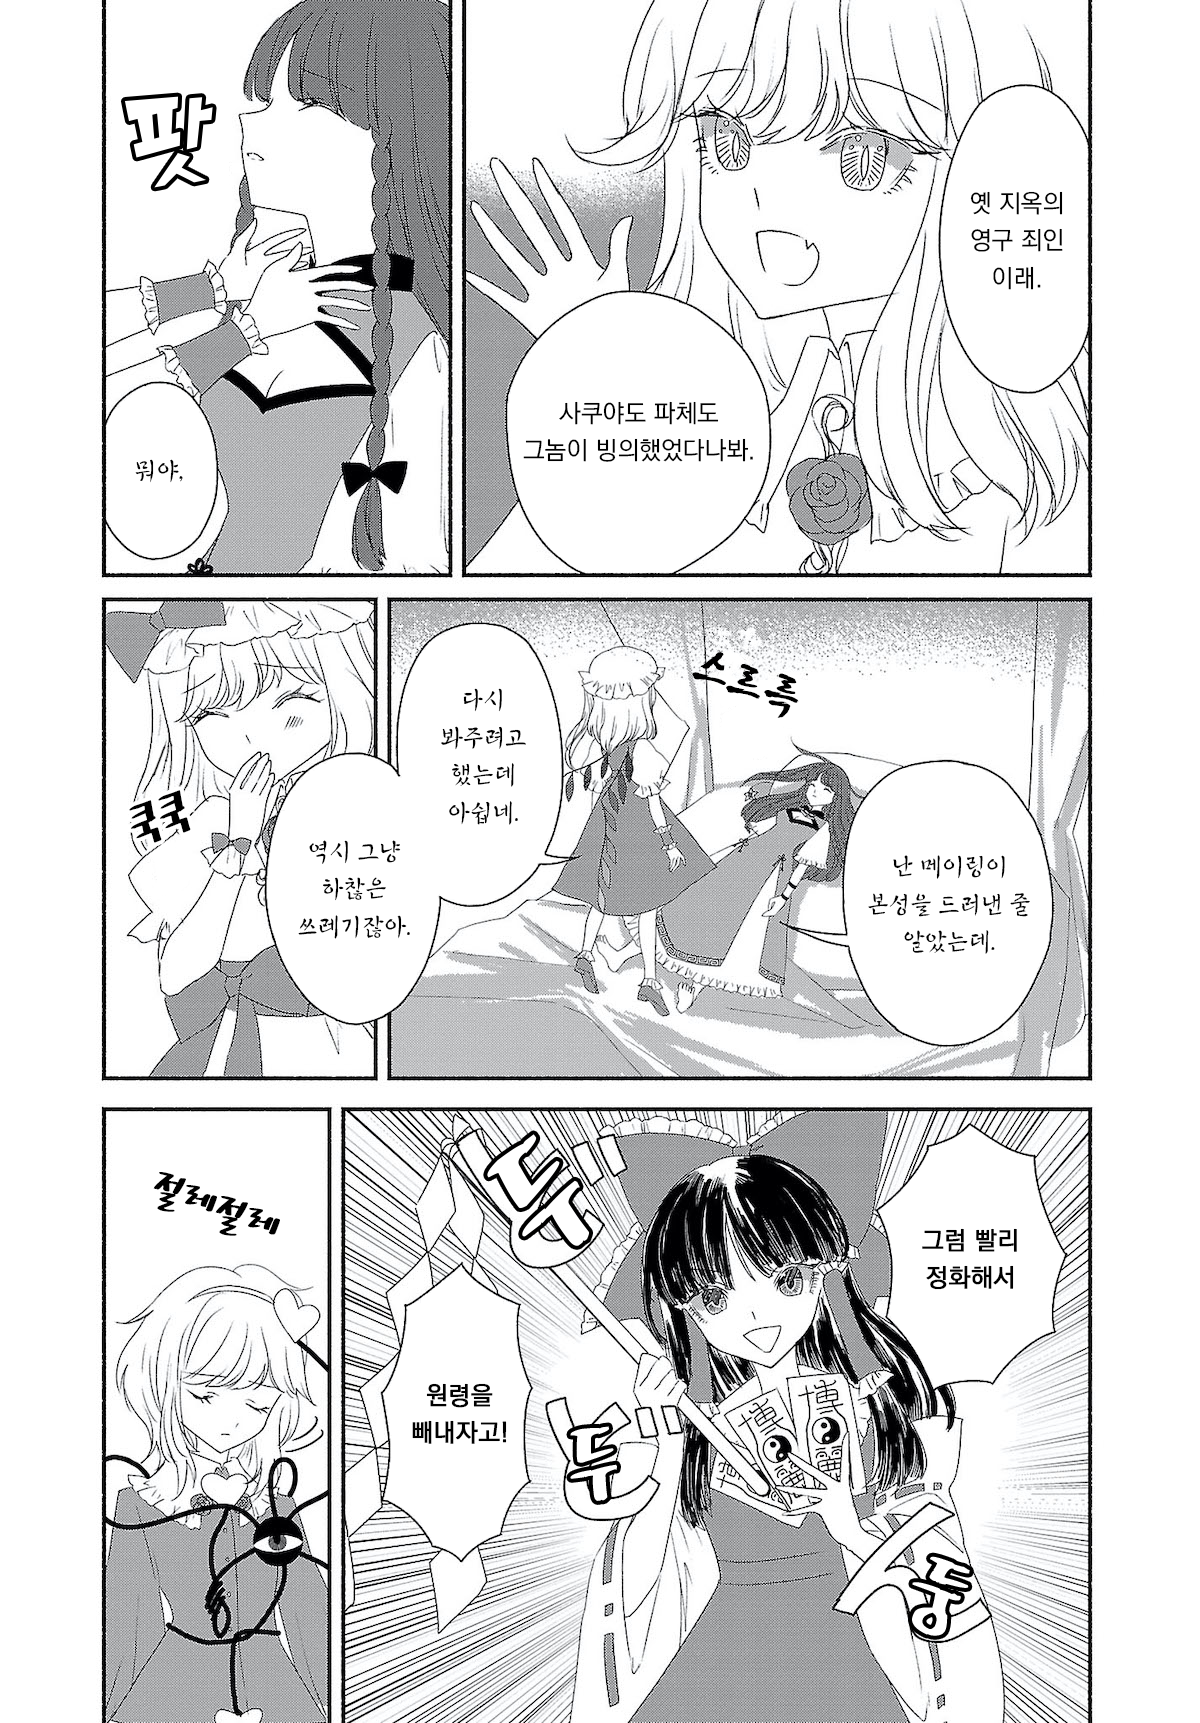 옛 지옥의
영구 죄인
이래.
사쿠야도 파체도
그놈이 빙의했었다나봐.
팟
뭐야,
스르륵
난 메이링이
본성을 드러낸 줄
알았는데.
다시
봐주려고
했는데
아쉽네.
역시 그냥
하찮은
쓰레기잖아.
쿡쿡
그럼 빨리
정화해서
두
원령을
빼내자고!
두
둥
博
博
절레절레